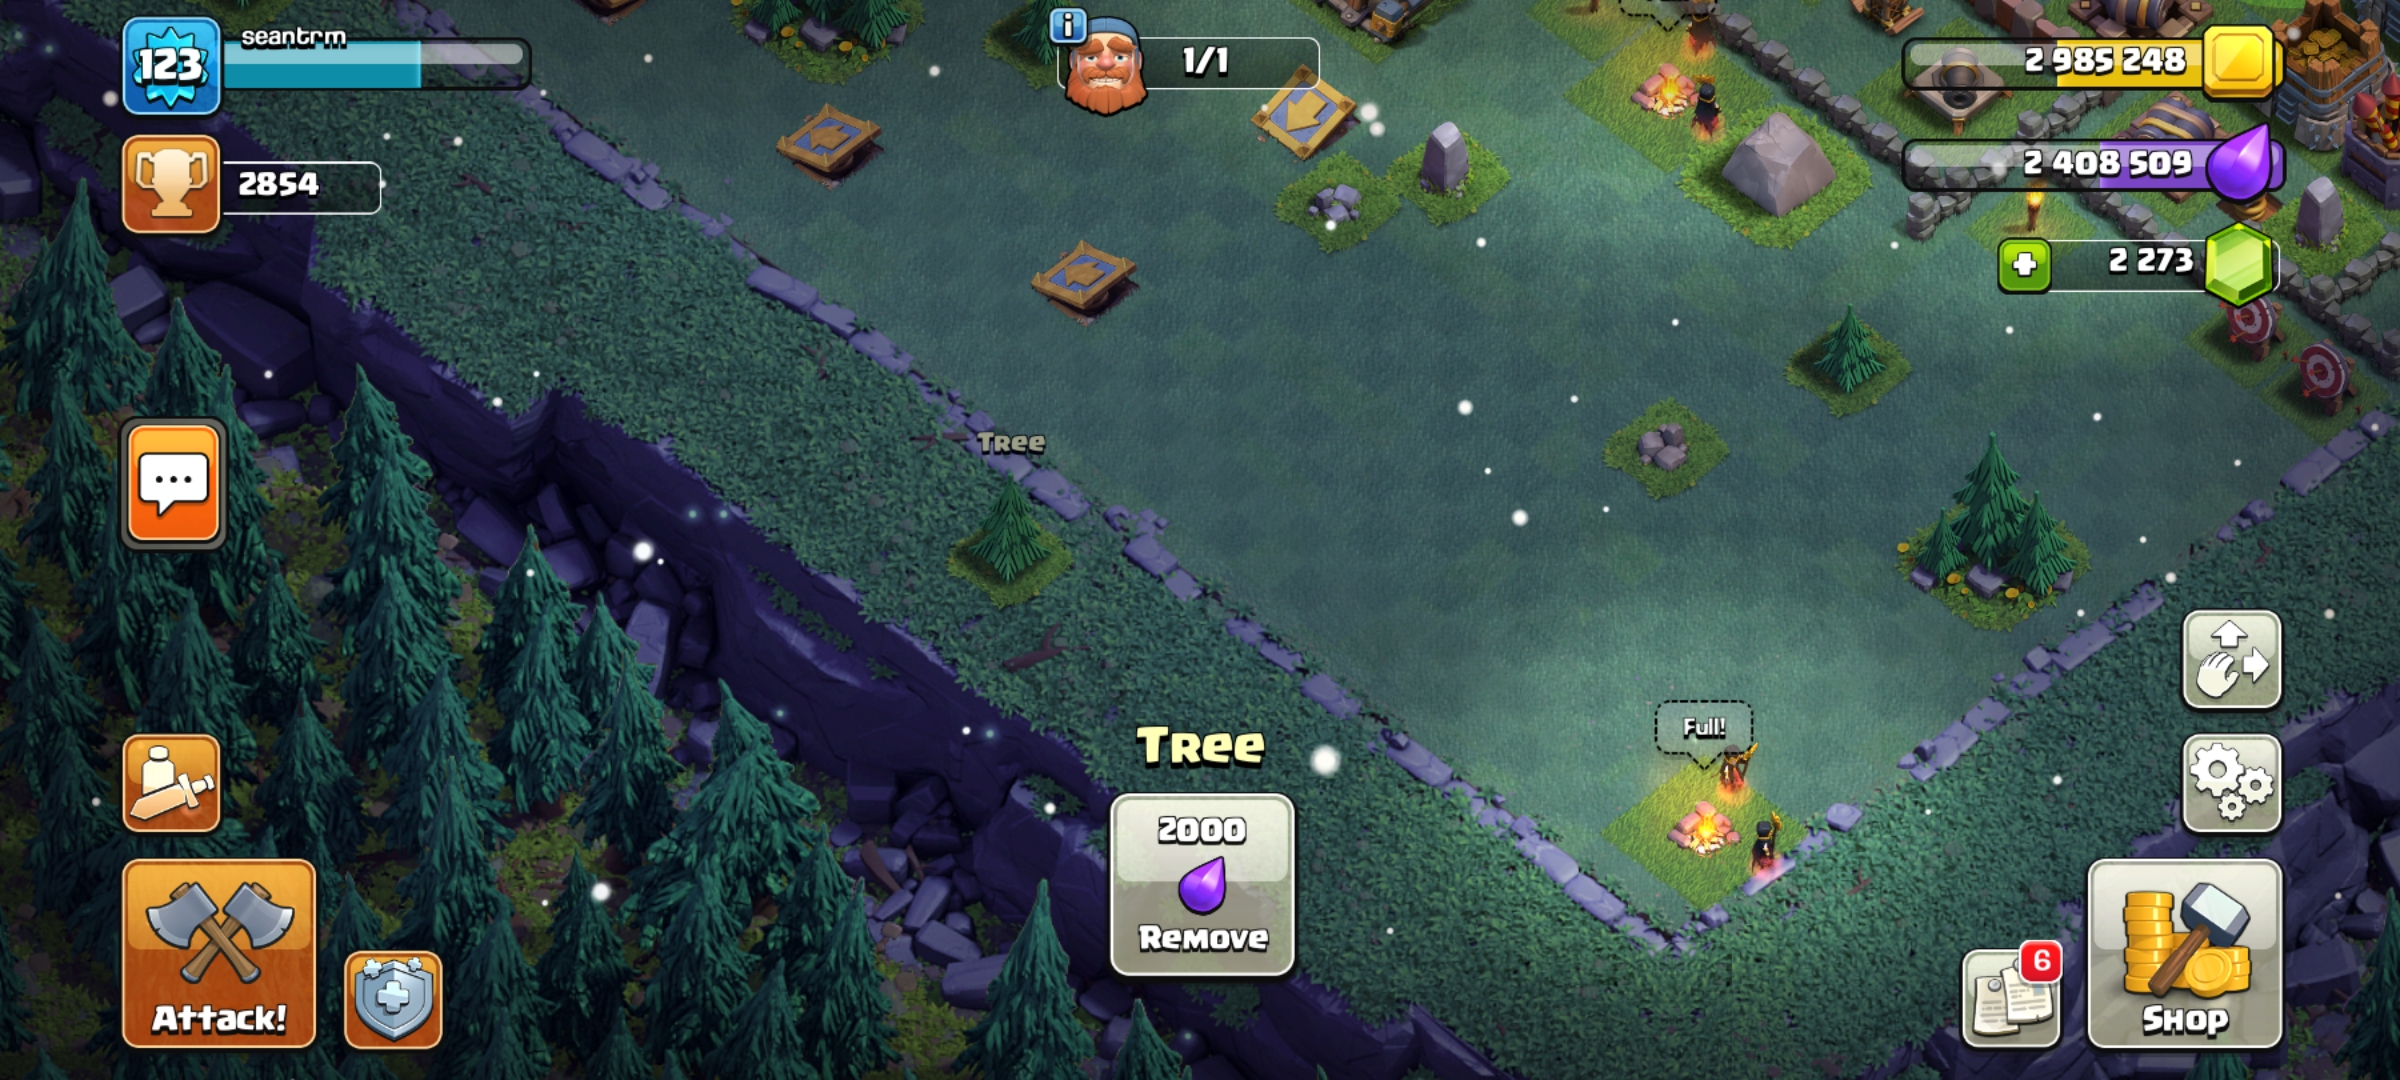 123
seantrm
1/1
2 985 248
2854
2 408 509
2 273
Tree
Full!
Tree
2000
Remove
Attack!
6
Shop